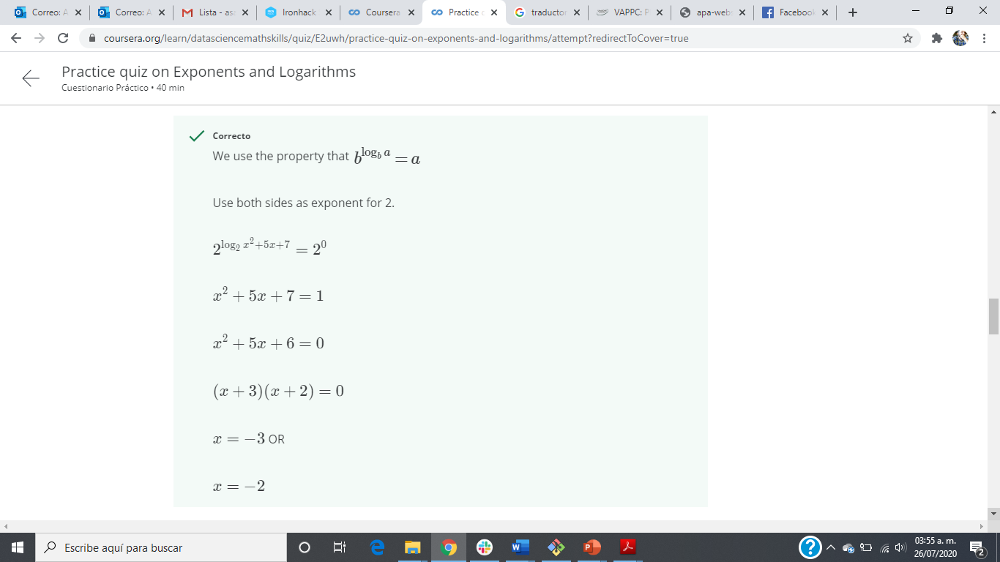 Correo: A
Correo: A
Lista - as
Ironhack
Coursera
Practice
traductor
VAPPC: P
apa-web
Facebook
coursera.org/learn/datasciencemathskills/quiz/E2uwh/practice-quiz-on-exponents-and-logarithms/attempt?redirectToCover=true
Practice quiz on Exponents and Logarithms
Cuestionario Práctico • 40 min
Correcto
We use the property that b^{log_b a} = a
Use both sides as exponent for 2.
2^{log_2 x^2+5x+7} = 2^0
x^2 + 5x + 7 = 1
x^2 + 5x + 6 = 0
(x + 3)(x + 2) = 0
x = −3 OR
x = −2
Escribe aquí para buscar
03:55 a. m.
26/07/2020
2